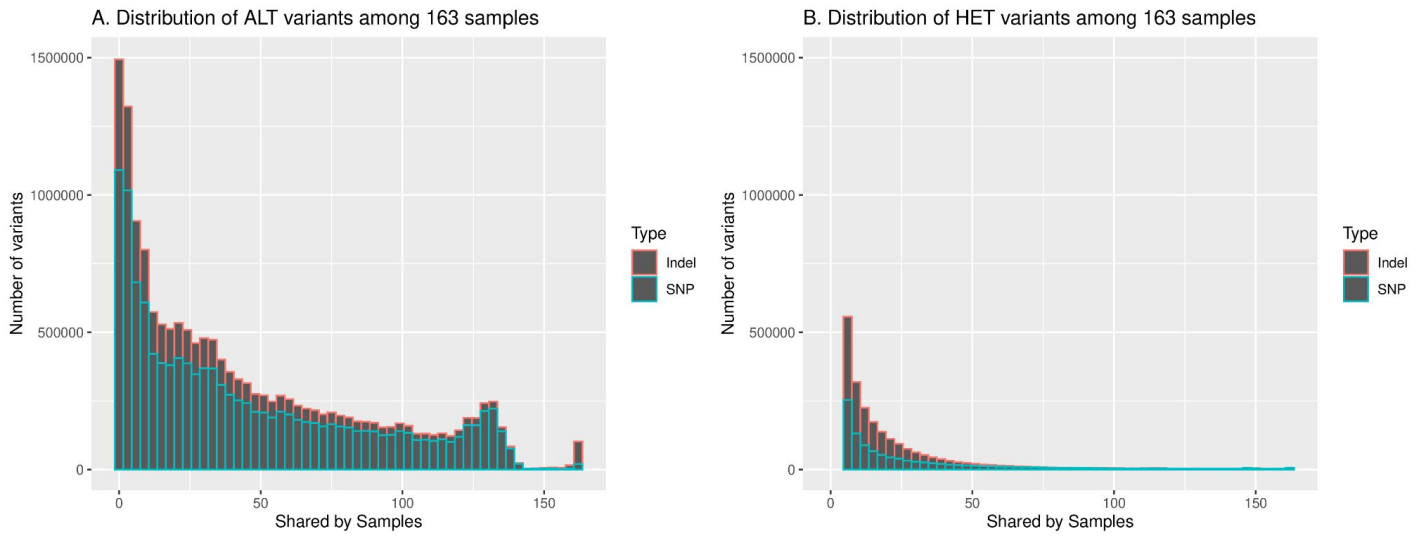 A. Distribution of ALT variants among 163 samples
Number of variants
1500000
1000000
500000
0
0
50
100
150
Shared by Samples
Type
Indel
SNP
B. Distribution of HET variants among 163 samples
Number of variants
1500000
1000000
500000
0
0
50
100
150
Shared by Samples
Type
Indel
SNP